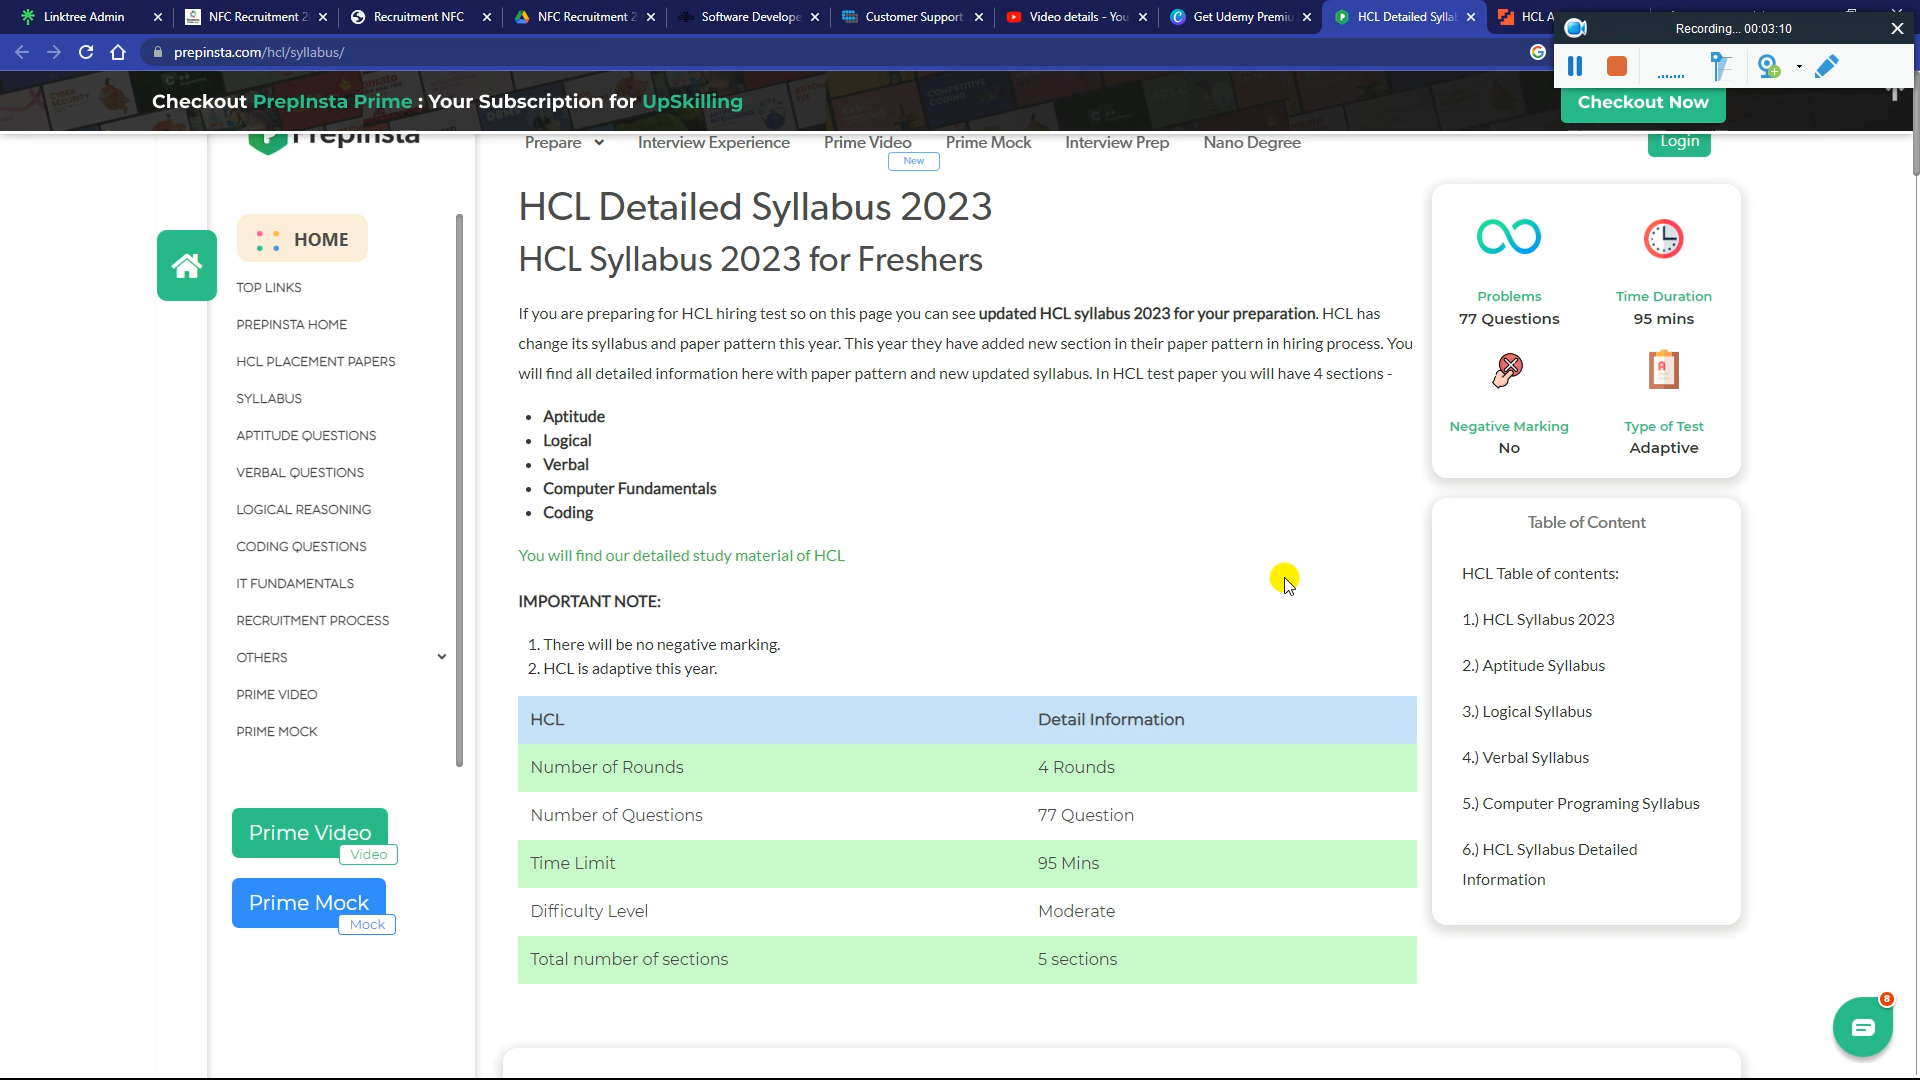 Linktree Admin
NFC Recruitment 2
Recruitment NFC
NFC Recruitment 2
Software Develope
Customer Support
Video details - You
Get Udemy Premiu
HCL Detailed Sylla
HCL A
Recording... 00:03:10
prepinsta.com/hcl/syllabus/
Checkout PrepInsta Prime : Your Subscription for UpSkilling
Checkout Now
PrepInsta
Prepare
Interview Experience
Prime Video
New
Prime Mock
Interview Prep
Nano Degree
Login
HOME
TOP LINKS
PREPINSTA HOME
HCL PLACEMENT PAPERS
SYLLABUS
APTITUDE QUESTIONS
VERBAL QUESTIONS
LOGICAL REASONING
CODING QUESTIONS
IT FUNDAMENTALS
RECRUITMENT PROCESS
OTHERS
PRIME VIDEO
PRIME MOCK
Prime Video
Video
Prime Mock
Mock
HCL Detailed Syllabus 2023
HCL Syllabus 2023 for Freshers
If you are preparing for HCL hiring test so on this page you can see updated HCL syllabus 2023 for your preparation. HCL has
change its syllabus and paper pattern this year. This year they have added new section in their paper pattern in hiring process. You
will find all detailed information here with paper pattern and new updated syllabus. In HCL test paper you will have 4 sections -
• Aptitude
• Logical
• Verbal
• Computer Fundamentals
• Coding
You will find our detailed study material of HCL
IMPORTANT NOTE:
1. There will be no negative marking.
2. HCL is adaptive this year.
HCL Detail Information
Number of Rounds 4 Rounds
Number of Questions 77 Question
Time Limit 95 Mins
Difficulty Level Moderate
Total number of sections 5 sections
Problems
77 Questions
Time Duration
95 mins
Negative Marking
No
Type of Test
Adaptive
Table of Content
HCL Table of contents:
1.) HCL Syllabus 2023
2.) Aptitude Syllabus
3.) Logical Syllabus
4.) Verbal Syllabus
5.) Computer Programing Syllabus
6.) HCL Syllabus Detailed
Information
8